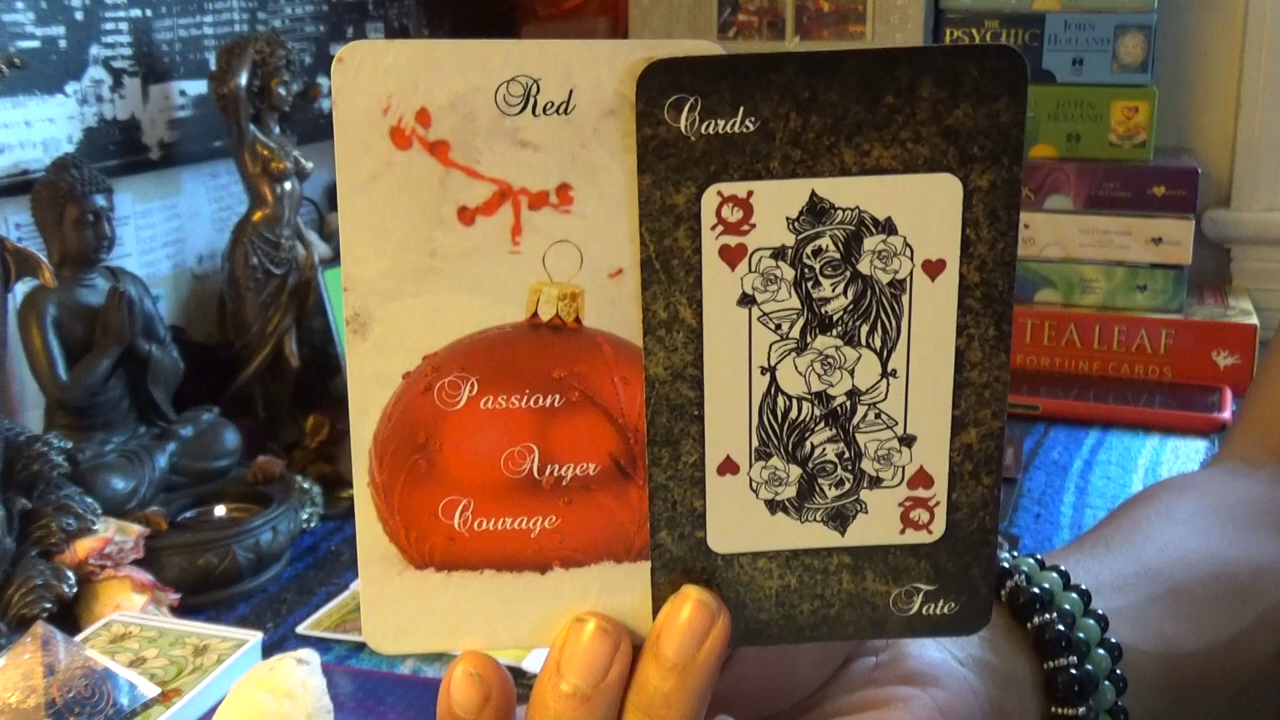 Red
Passion
Anger
Courage
Cards
Q
Q
Fate
THE
PSYCHIC
JOHN
HOLLAND
JOHN
HOLLAND
TEA LEAF
FORTUNE CARDS